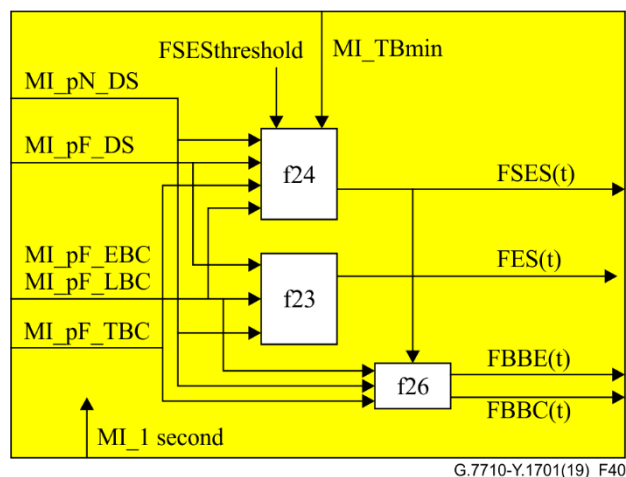 FSESthreshold
MI_TBmin
MI_pN_DS
MI_pF_DS
f24
FSES(t)
MI_pF_EBC
MI_pF_LBC
f23
FES(t)
MI_pF_TBC
f26
FBBE(t)
FBBC(t)
MI_1 second
G.7710-Y.1701(19)_F40